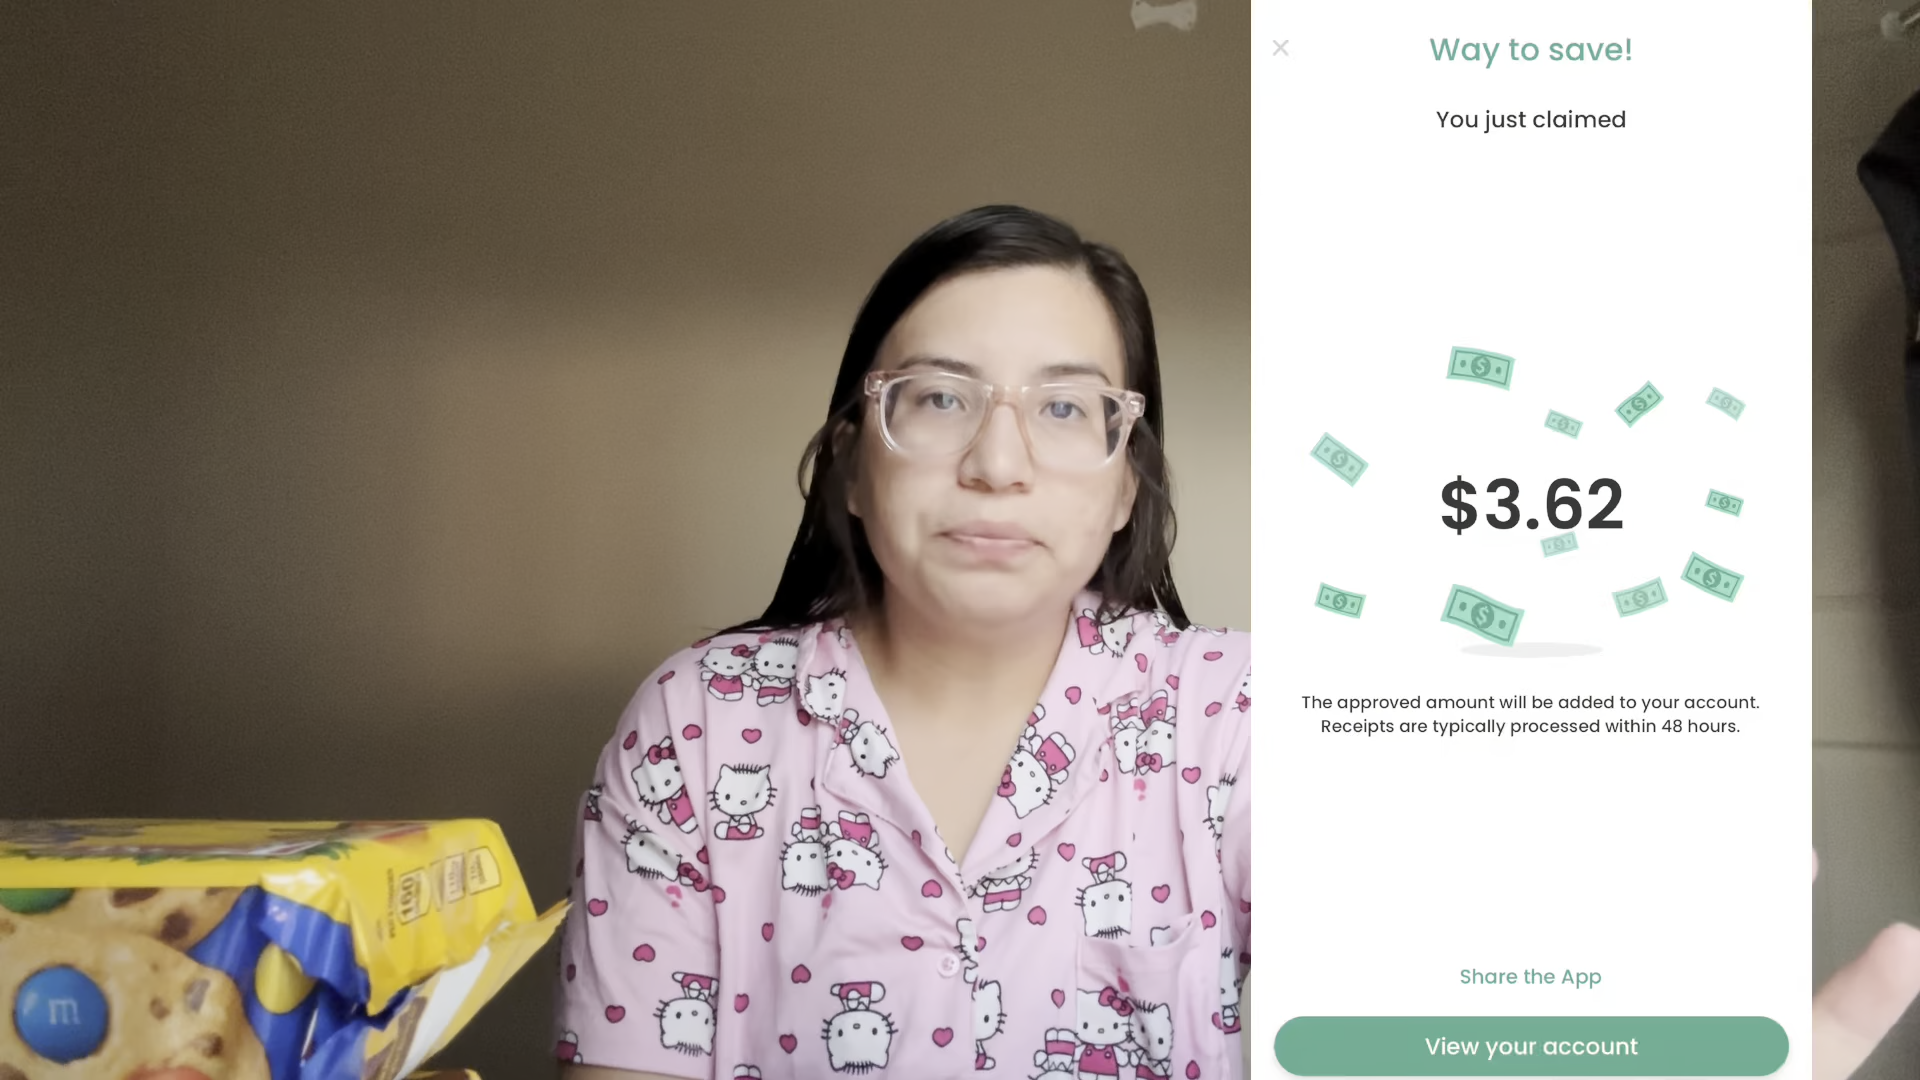 Way to save!
You just claimed
$3.62
The approved amount will be added to your account.
Receipts are typically processed within 48 hours.
Share the App
View your account
160
m